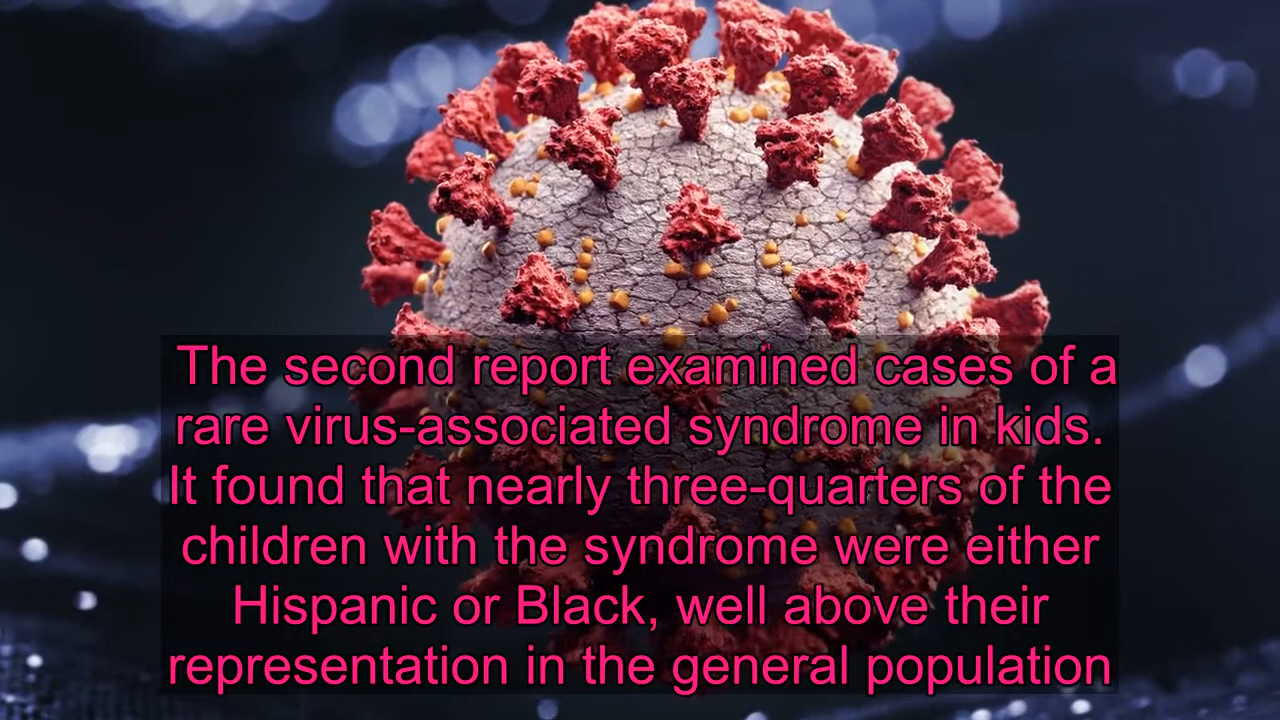 The second report examined cases of a
rare virus-associated syndrome in kids.
It found that nearly three-quarters of the
children with the syndrome were either
Hispanic or Black, well above their
representation in the general population